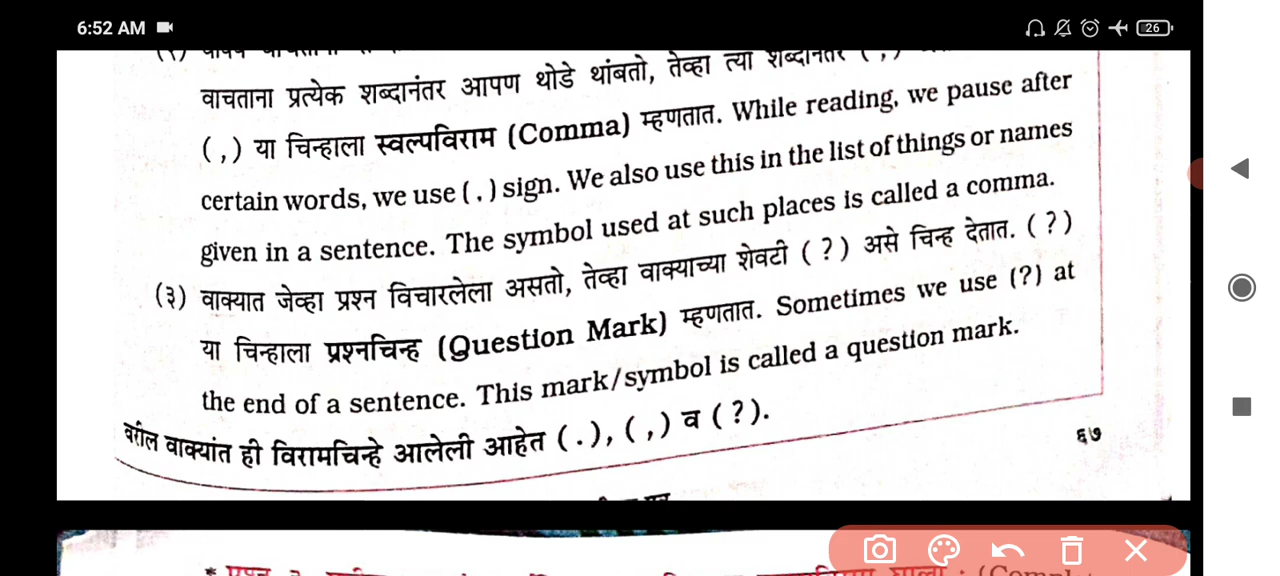 6:52 AM
26
वाचताना प्रत्येक शब्दानंतर आपण थोडे थांबतो, तेव्हा त्या शब्दानंतर ( , )
( , ) या चिन्हाला स्वल्पविराम (Comma) म्हणतात. While reading, we pause after
certain words, we use ( , ) sign. We also use this in the list of things or names
given in a sentence. The symbol used at such places is called a comma.
(३) वाक्यात जेव्हा प्रश्न विचारलेला असतो, तेव्हा वाक्याच्या शेवटी ( ? ) असे चिन्ह देतात. ( ? )
या चिन्हाला प्रश्नचिन्ह (Question Mark) म्हणतात. Sometimes we use (?) at
the end of a sentence. This mark/symbol is called a question mark.
वरील वाक्यांत ही विरामचिन्हे आलेली आहेत ( . ), ( , ) व ( ? ).
६७